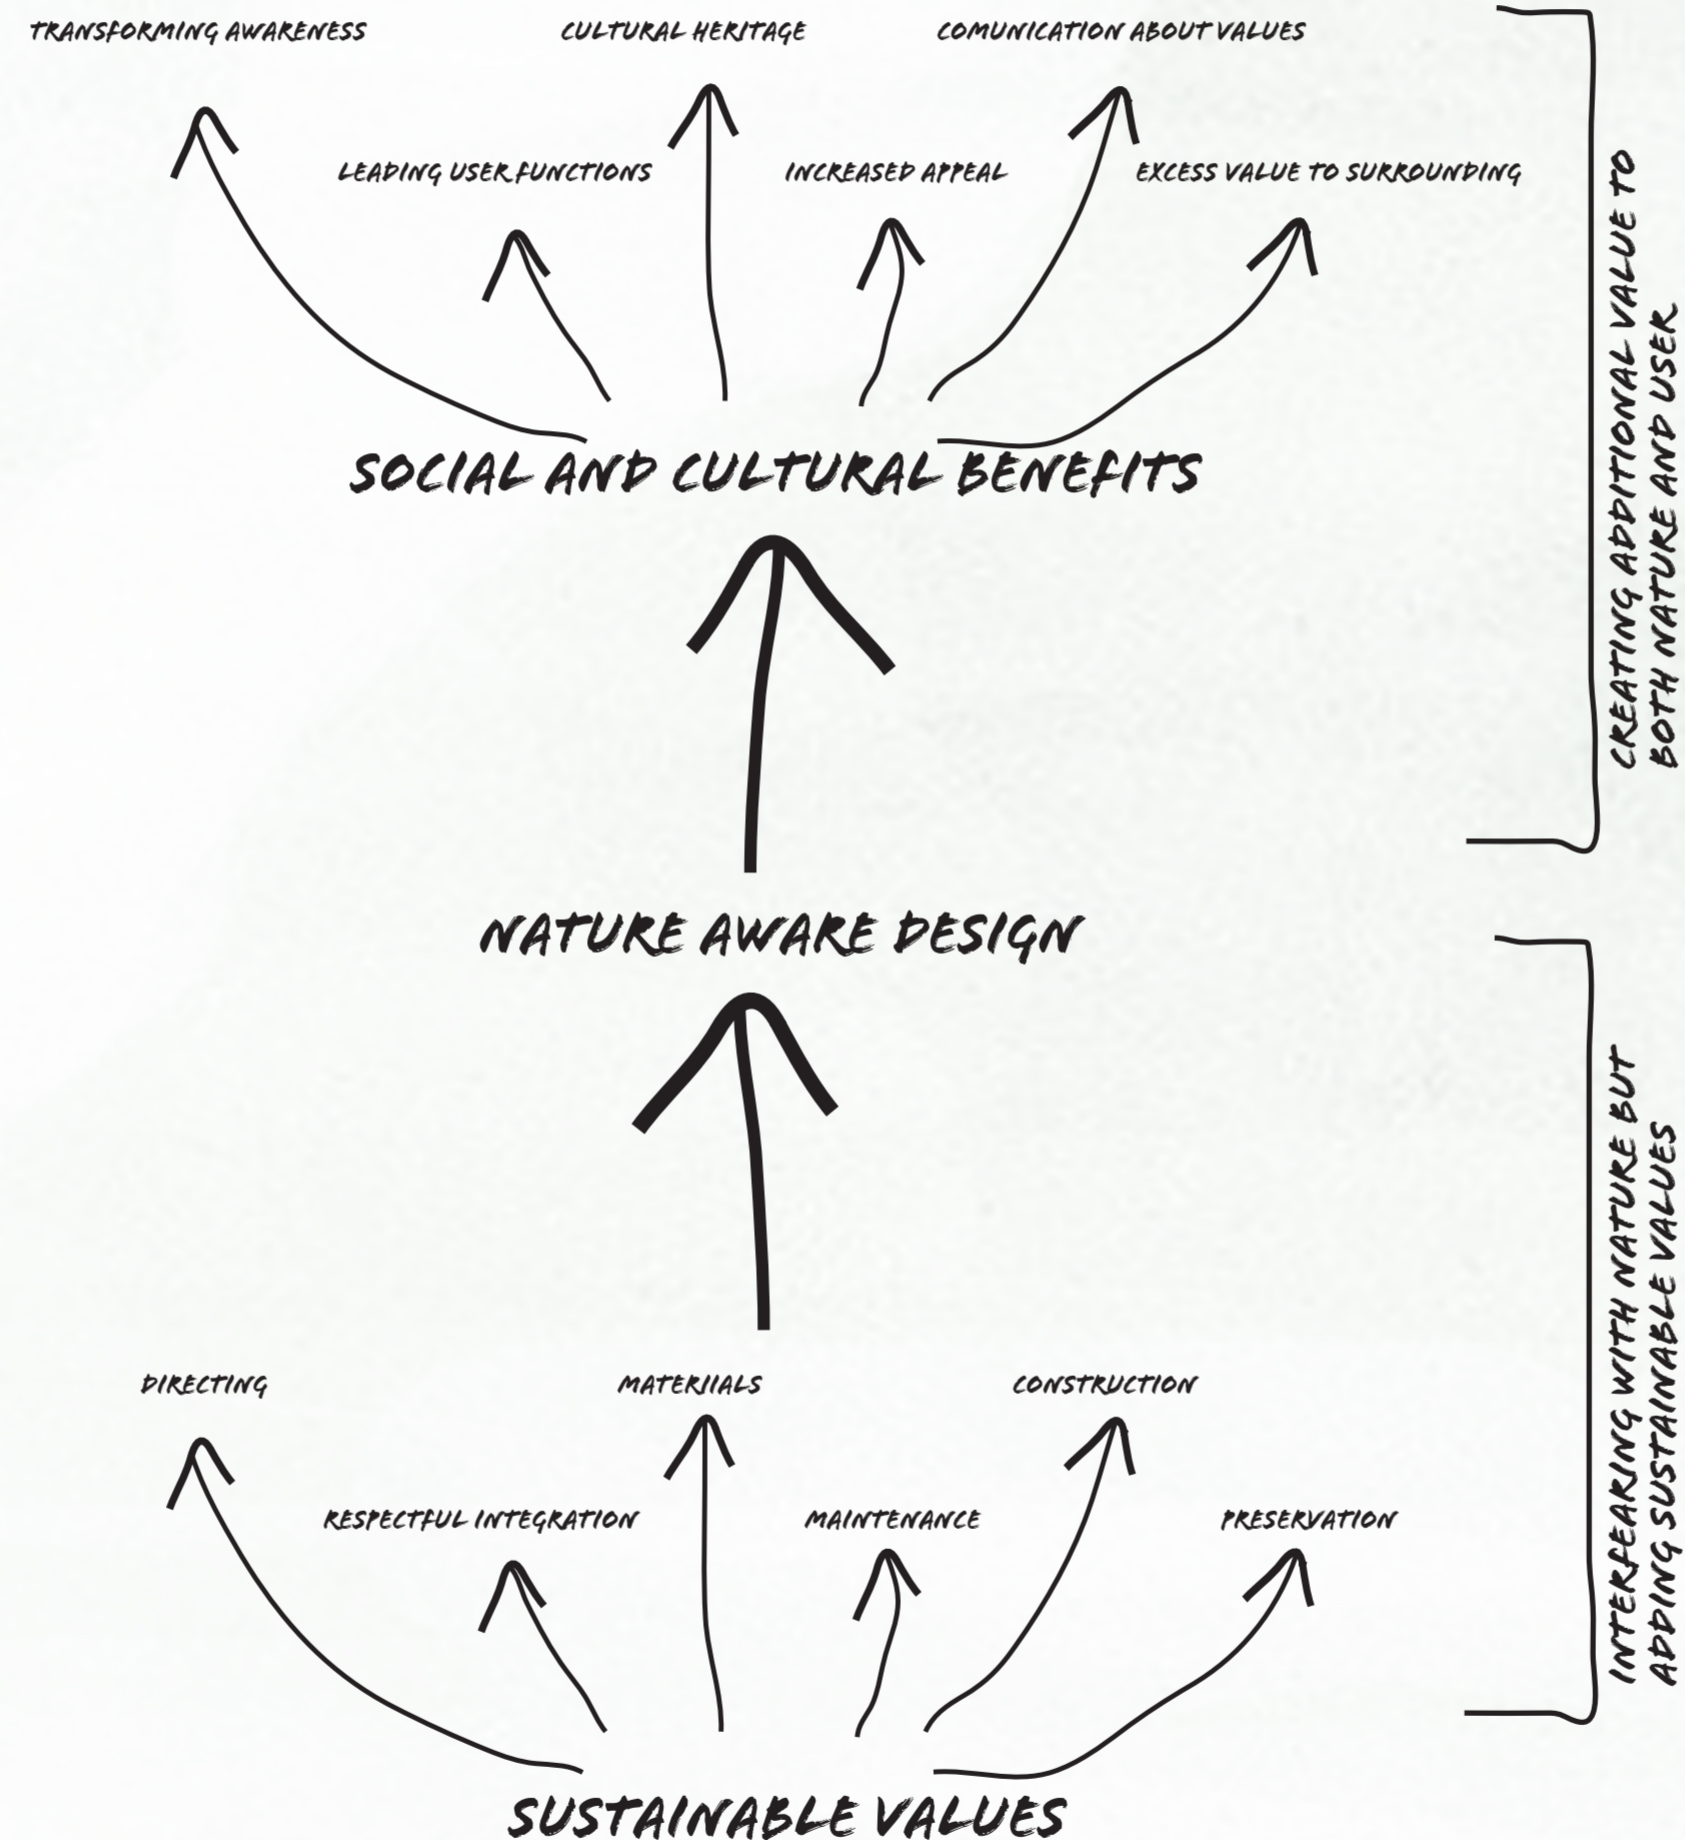 TRANSFORMING AWARENESS
CULTURAL HERITAGE
COMUNICATION ABOUT VALUES
LEADING USER FUNCTIONS
INCREASED APPEAL
EXCESS VALUE TO SURROUNDING
SOCIAL AND CULTURAL BENEFITS
CREATING ADDITIONAL VALUE TO
BOTH NATURE AND USER
NATURE AWARE DESIGN
DIRECTING
MATERIIALS
CONSTRUCTION
RESPECTFUL INTEGRATION
MAINTENANCE
PRESERVATION
INTERFEARING WITH NATURE BUT
ADDING SUSTAINABLE VALUES
SUSTAINABLE VALUES